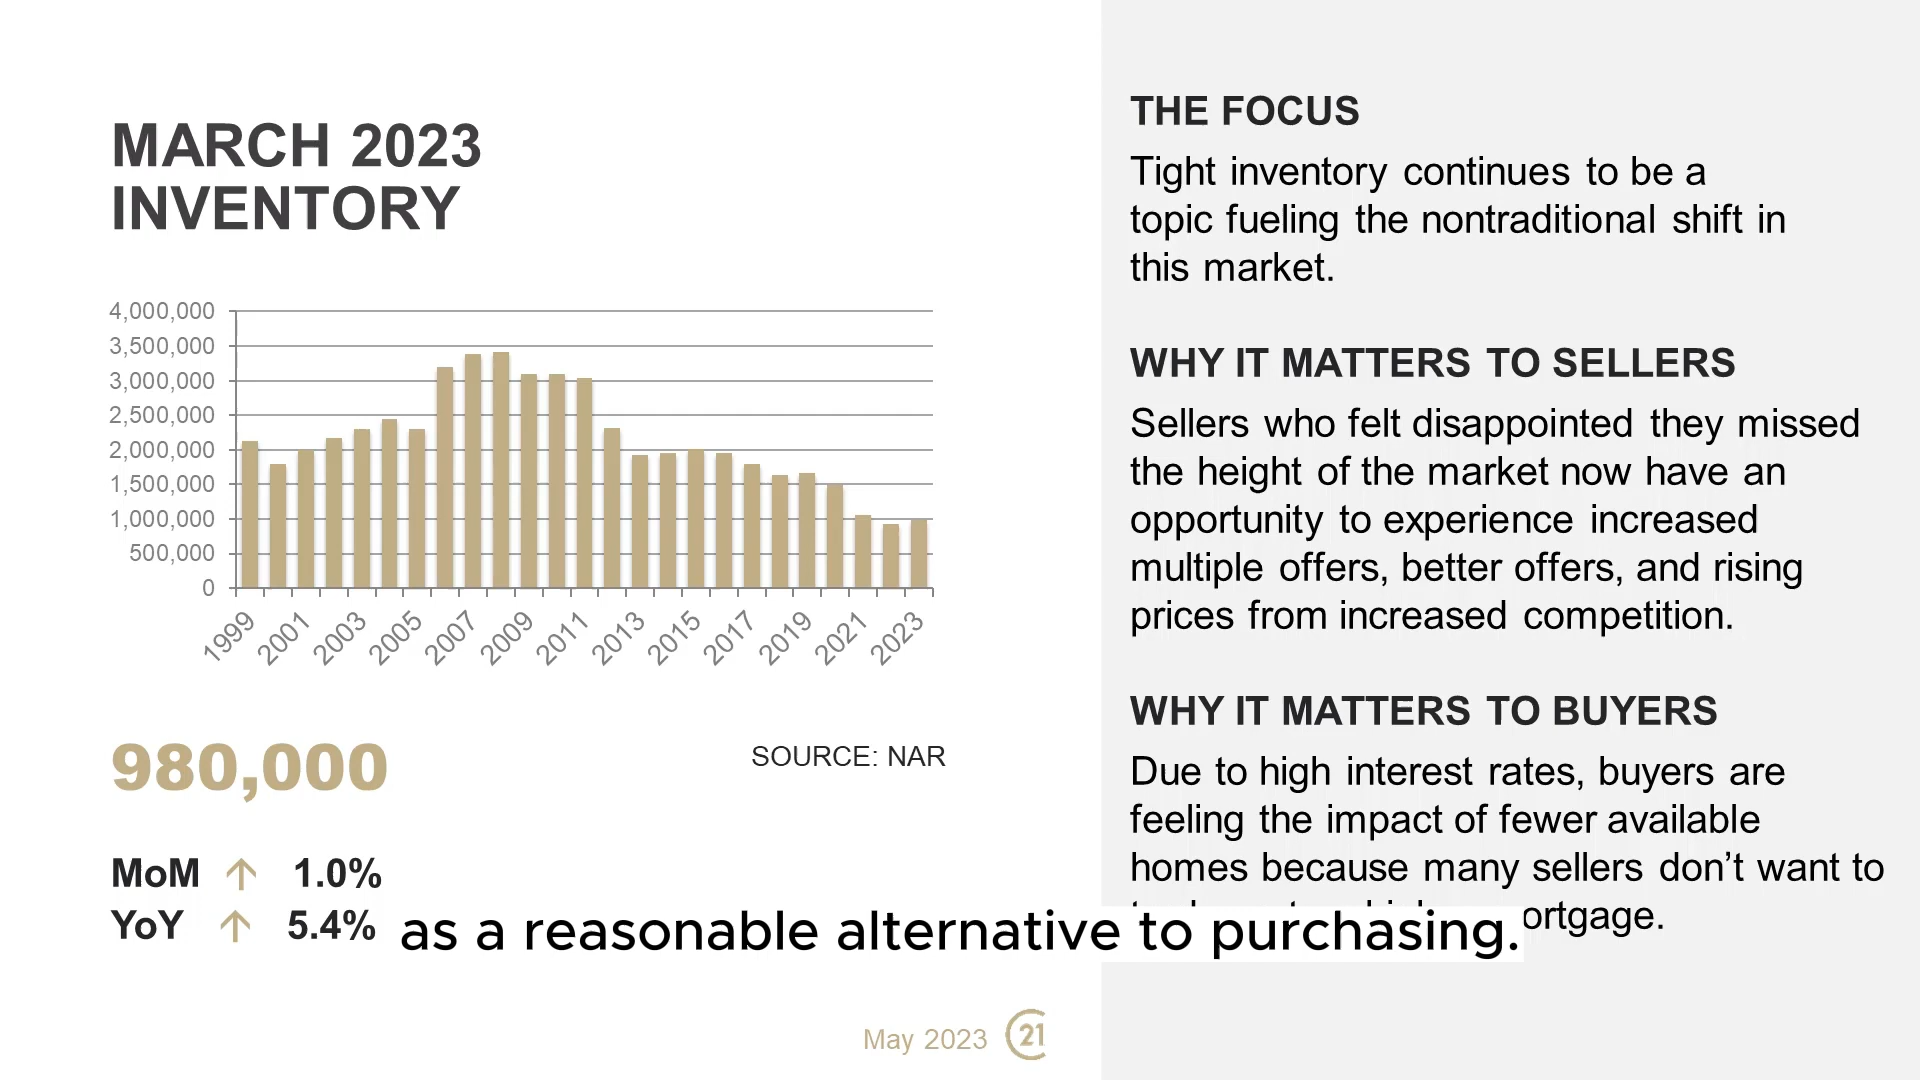 MARCH 2023
INVENTORY
4,000,000
3,500,000
3,000,000
2,500,000
2,000,000
1,500,000
1,000,000
500,000
0
1999 2001 2003 2005 2007 2009 2011 2013 2015 2017 2019 2021 2023
980,000
SOURCE: NAR
MoM ↑ 1.0%
YoY ↑ 5.4%
THE FOCUS
Tight inventory continues to be a
topic fueling the nontraditional shift in
this market.
WHY IT MATTERS TO SELLERS
Sellers who felt disappointed they missed
the height of the market now have an
opportunity to experience increased
multiple offers, better offers, and rising
prices from increased competition.
WHY IT MATTERS TO BUYERS
Due to high interest rates, buyers are
feeling the impact of fewer available
homes because many sellers don’t want to
ortgage.
as a reasonable alternative to purchasing.
May 2023
21